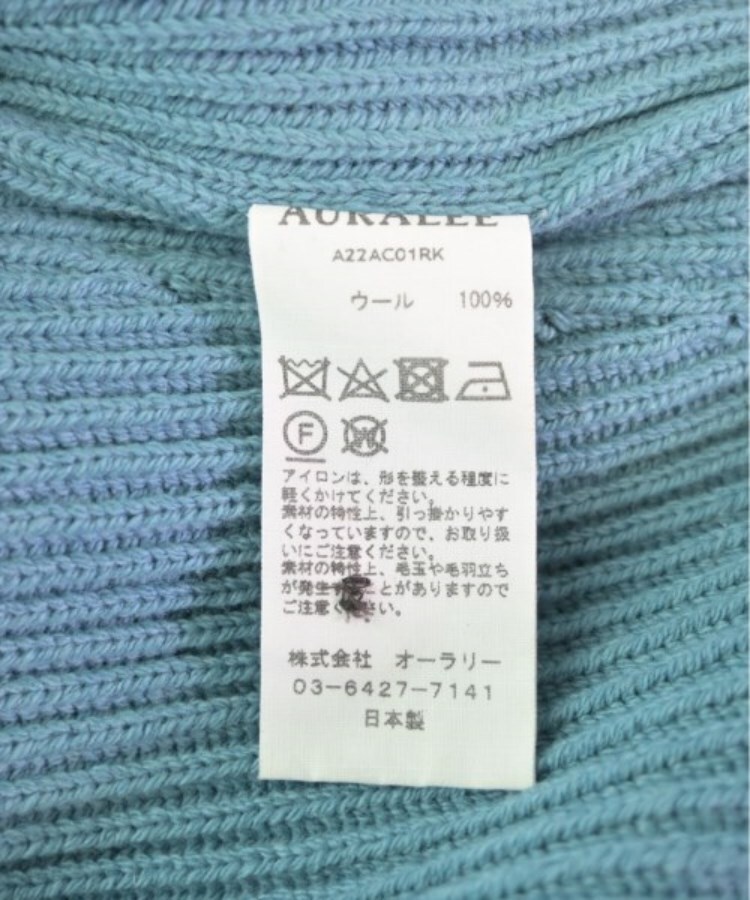 AURALEE
A22AC01RK
ウール 100%
F
W
アイロンは、形を整える程度に
軽くかけてください。
素材の特性上、引っ掛かりやす
くなっていますので、お取り扱
いにご注意ください。
素材の特性上、毛玉や毛羽立ち
が発生することがありますので
ご注意ください。
株式会社 オーラリー
03-6427-7141
日本製